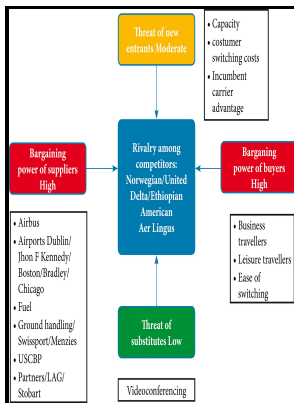 Threat of new
entrants Moderate
• Capacity
• costumer
switching costs
• Incumbent
carrier
advantage
Bargaining
power of suppliers
High
Rivalry among
competitors:
Norwegian/United
Delta/Ethiopian
American
Aer Lingus
Barganing
power of buyers
High
• Airbus
• Airports Dublin/
Jhon F Kennedy/
Boston/Bradley/
Chicago
• Fuel
• Ground handling/
Swissport/Menzies
• USCBP
• Partners/LAG/
Stobart
• Business
travellers
• Leisure travellers
• Ease of
switching
Threat of
substitutes Low
Videoconferencing